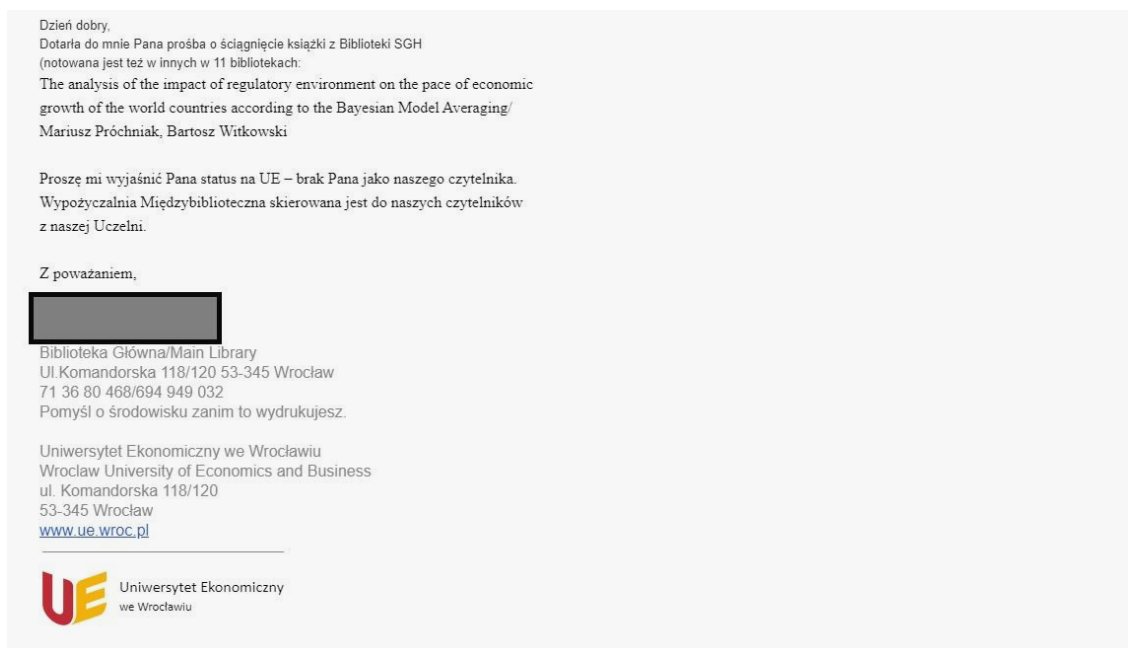 Dzień dobry,
Dotarła do mnie Pana prośba o ściągnięcie książki z Biblioteki SGH
(notowana jest też w innych w 11 bibliotekach:
The analysis of the impact of regulatory environment on the pace of economic
growth of the world countries according to the Bayesian Model Averaging/
Mariusz Próchniak, Bartosz Witkowski
Proszę mi wyjaśnić Pana status na UE – brak Pana jako naszego czytelnika.
Wypożyczalnia Międzybiblioteczna skierowana jest do naszych czytelników
z naszej Uczelni.
Z poważaniem,
Biblioteka Główna/Main Library
Ul.Komandorska 118/120 53-345 Wrocław
71 36 80 468/694 949 032
Pomyśl o środowisku zanim to wydrukujesz.
Uniwersytet Ekonomiczny we Wrocławiu
Wroclaw University of Economics and Business
ul. Komandorska 118/120
53-345 Wrocław
www.ue.wroc.pl
UE Uniwersytet Ekonomiczny
we Wrocławiu